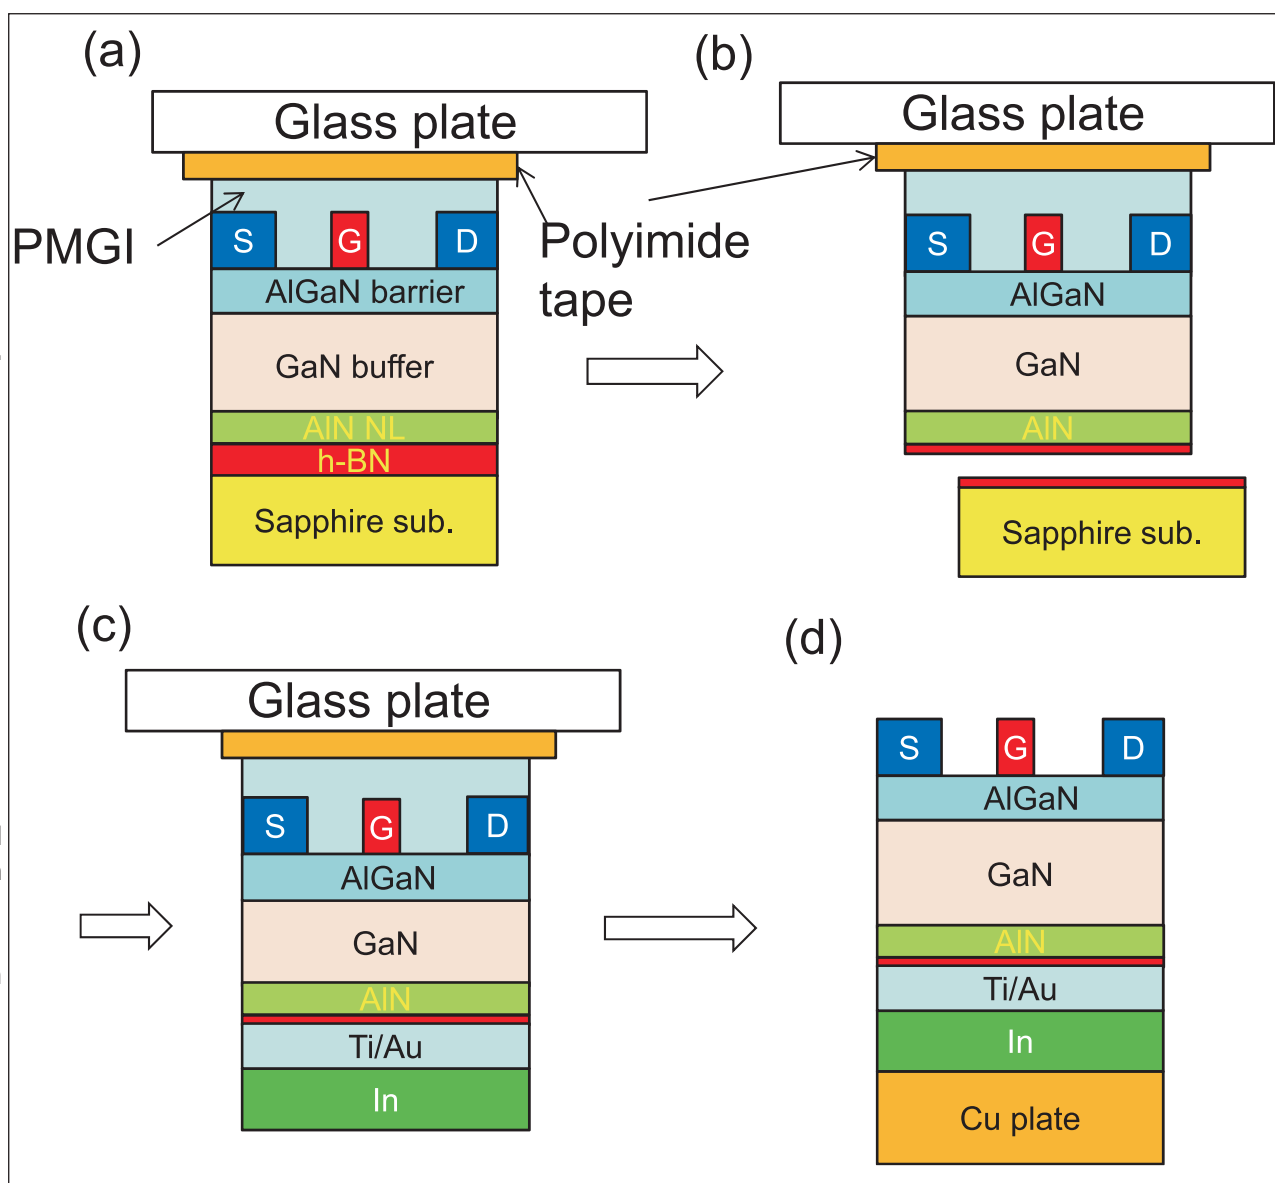 (a)
Glass plate
PMGI
S
G
D
AlGaN barrier
GaN buffer
AlN NL
h-BN
Sapphire sub.
Polyimide
tape
(b)
Glass plate
S
G
D
AlGaN
GaN
AlN
Sapphire sub.
(c)
Glass plate
S
G
D
AlGaN
GaN
AlN
Ti/Au
In
(d)
S
G
D
AlGaN
GaN
AlN
Ti/Au
In
Cu plate